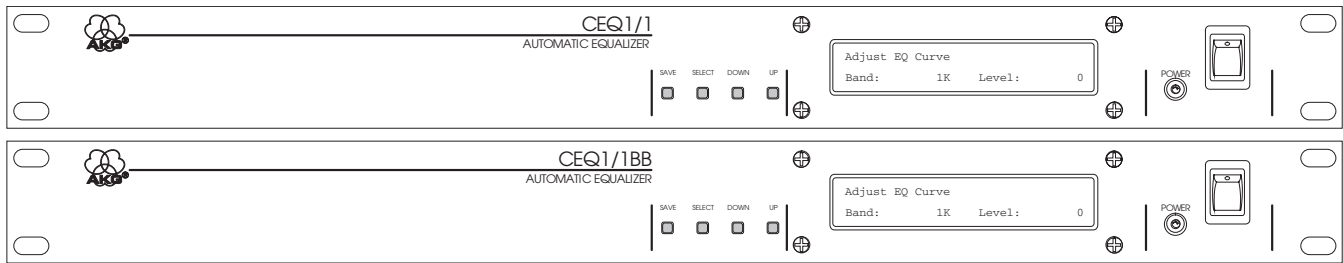 CEQ1/1
AKG®
AUTOMATIC EQUALIZER
SAVE SELECT DOWN UP
Adjust EQ Curve
Band: 1K Level: 0
POWER
CEQ1/1BB
AKG®
AUTOMATIC EQUALIZER
SAVE SELECT DOWN UP
Adjust EQ Curve
Band: 1K Level: 0
POWER